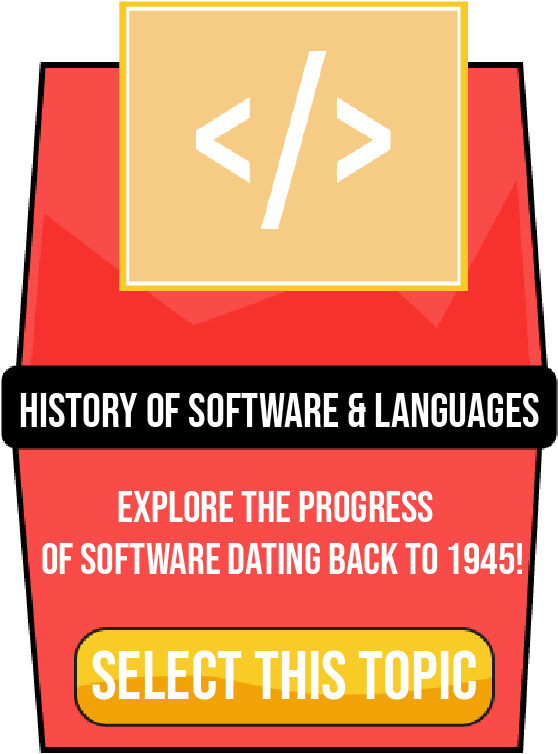 </>
HISTORY OF SOFTWARE & LANGUAGES
EXPLORE THE PROGRESS
OF SOFTWARE DATING BACK TO 1945!
SELECT THIS TOPIC